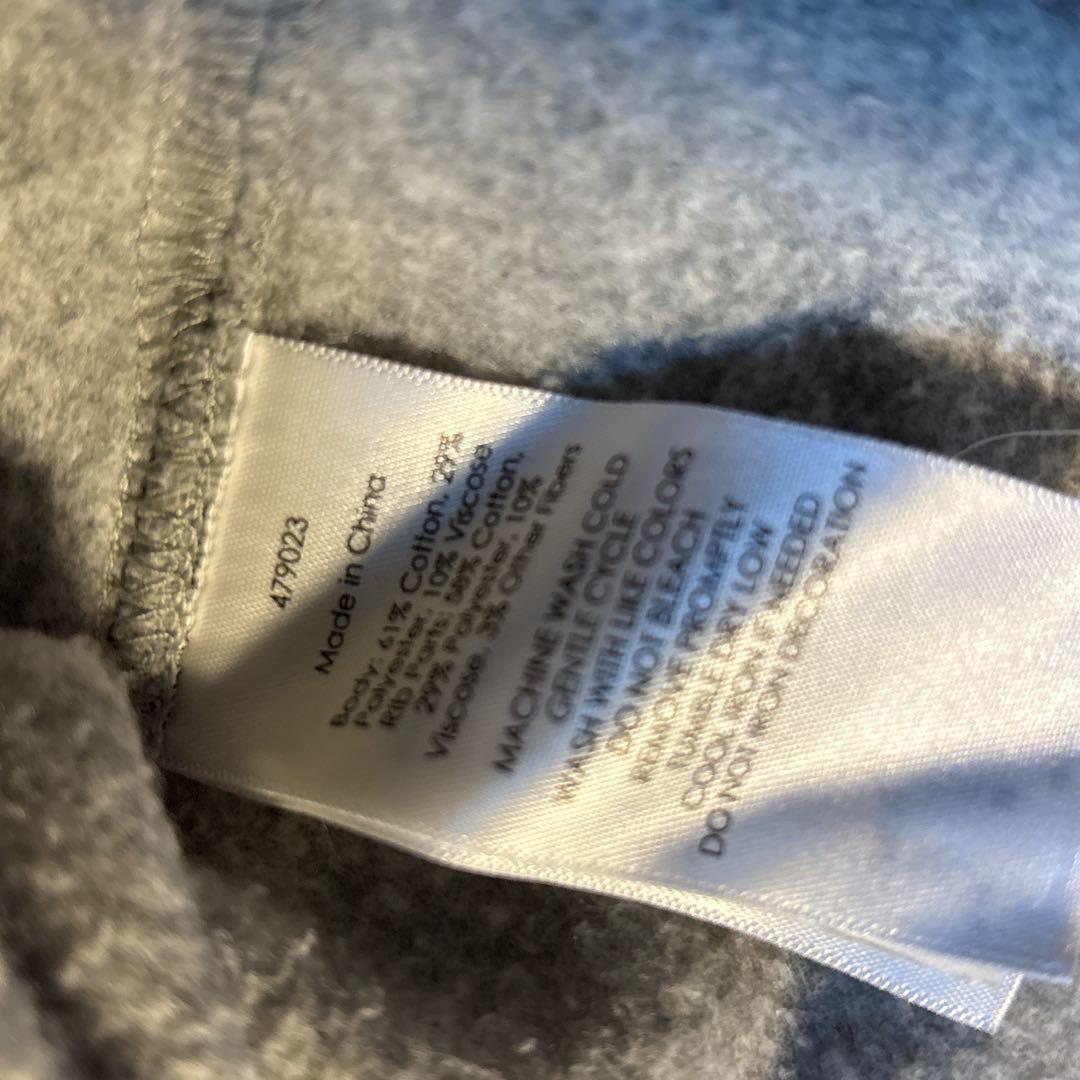 479023
Made in China
Body: 61% Cotton, 29%
Polyester, 10% Viscose
Rib Parts: 58% Cotton,
29% Polyester, 10%
Viscose, 3% Other Fibers
MACHINE WASH COLD
GENTLE CYCLE
WASH WITH LIKE COLORS
DO NOT BLEACH
REMOVE PROMPTLY
TUMBLE DRY LOW
COOL IRON IF NEEDED
DO NOT IRON DECORATION